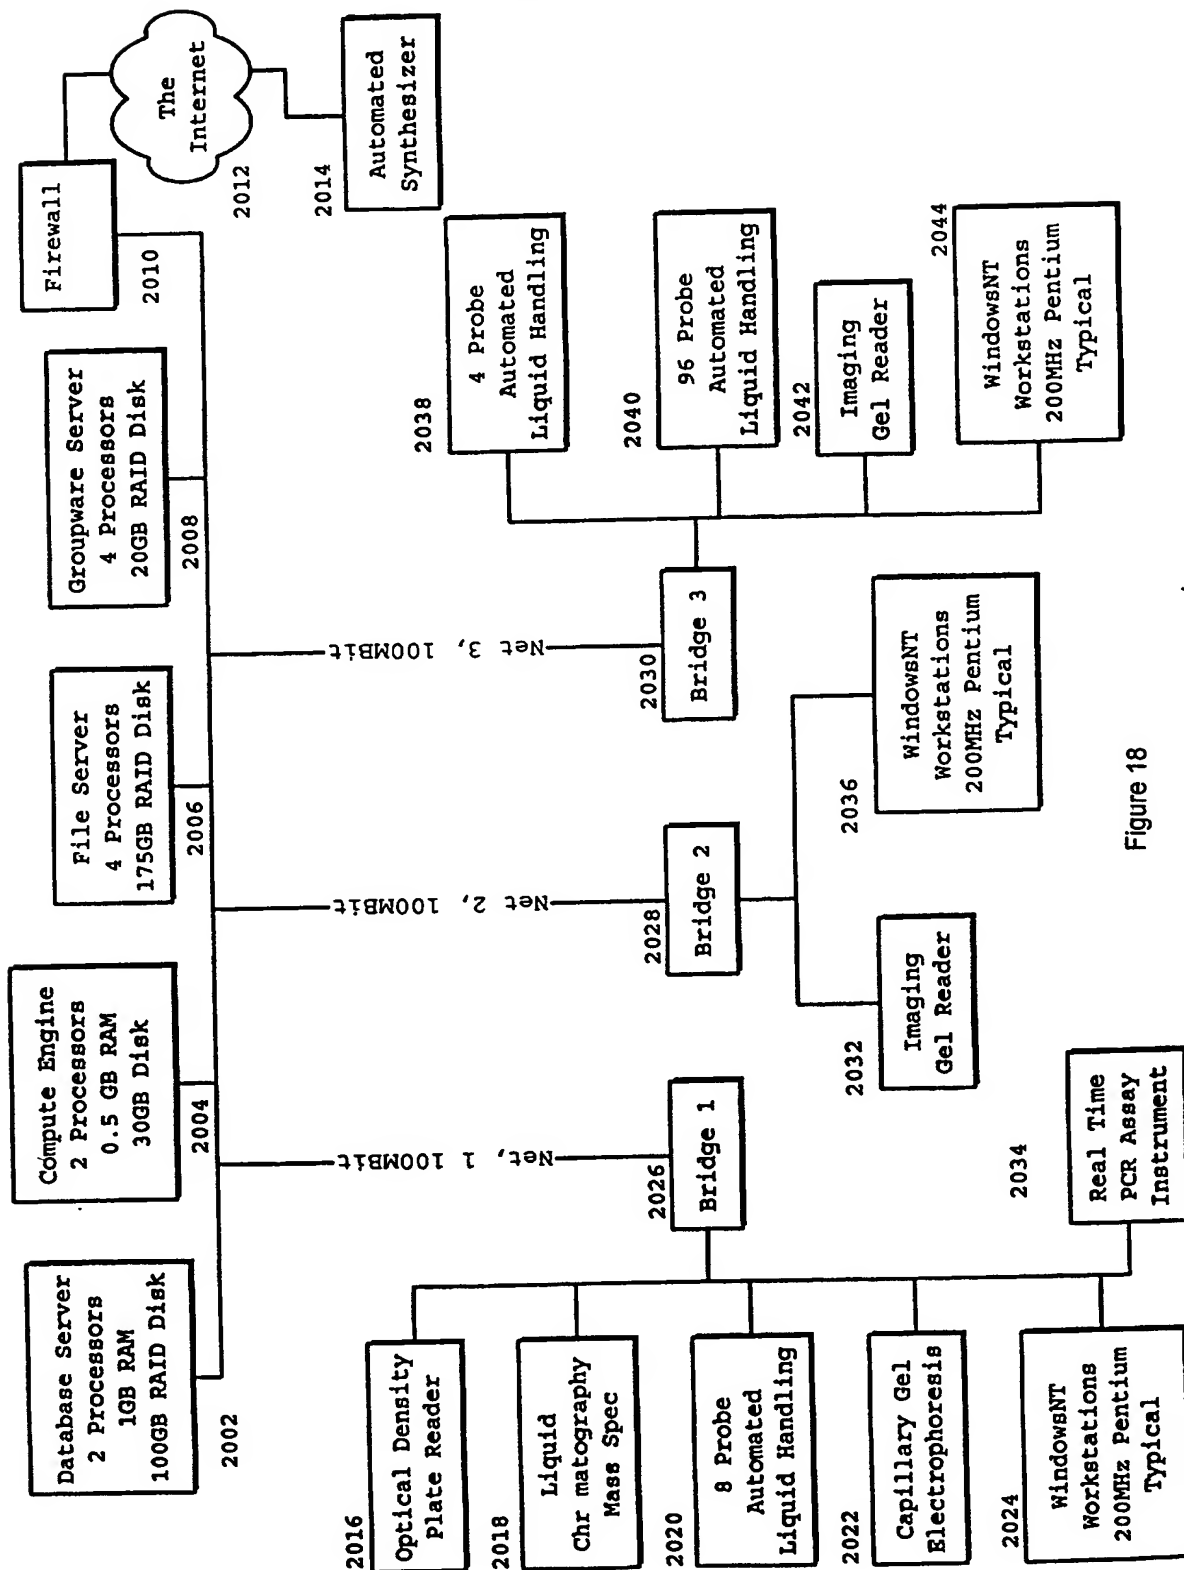 Database Server
2 Processors
1GB RAM
100GB RAID Disk
2002
Cómpute Engine
2 Processors
0.5 GB RAM
30GB Disk
2004
File Server
4 Processors
175GB RAID Disk
2006
Groupware Server
4 Processors
20GB RAID Disk
2008
Firewall
2010
The
Internet
2012
2014
Automated
Synthesizer
Net, 1 100MBit
Net 2, 100MBit
Net 3, 100MBit
2026
Bridge 1
2028
Bridge 2
2030
Bridge 3
2016
Optical Density
Plate Reader
2018
Liquid
Chr matography
Mass Spec
2020
8 Probe
Automated
Liquid Handling
2022
Capillary Gel
Electrophoresis
2024
WindowsNT
Workstations
200MHz Pentium
Typical
2034
Real Time
PCR Assay
Instrument
2032
Imaging
Gel Reader
2036
WindowsNT
Workstations
200MHz Pentium
Typical
2038
4 Probe
Automated
Liquid Handling
2040
96 Probe
Automated
Liquid Handling
2042
Imaging
Gel Reader
2044
WindowsNT
Workstations
200MHz Pentium
Typical
Figure 18